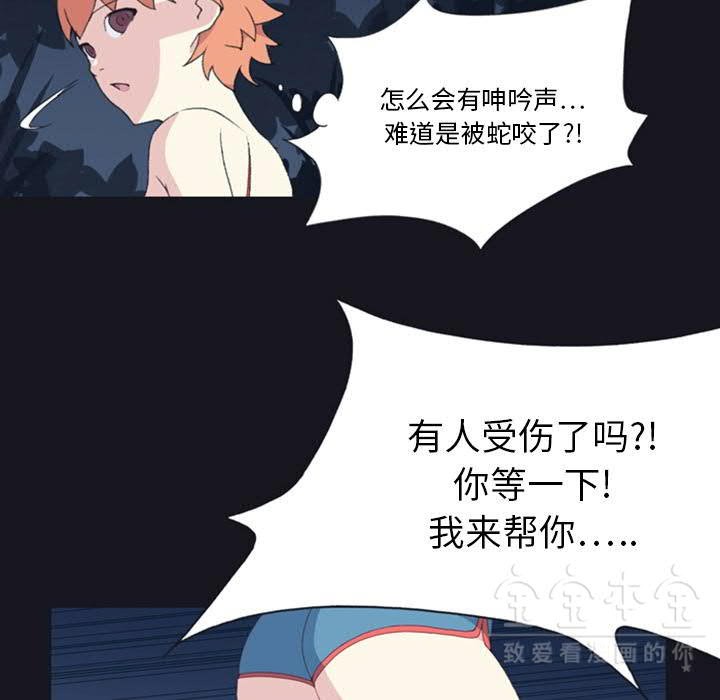 怎么会有呻吟声...
难道是被蛇咬了?!
有人受伤了吗?!
你等一下!
我来帮你.....
致爱看漫画的你